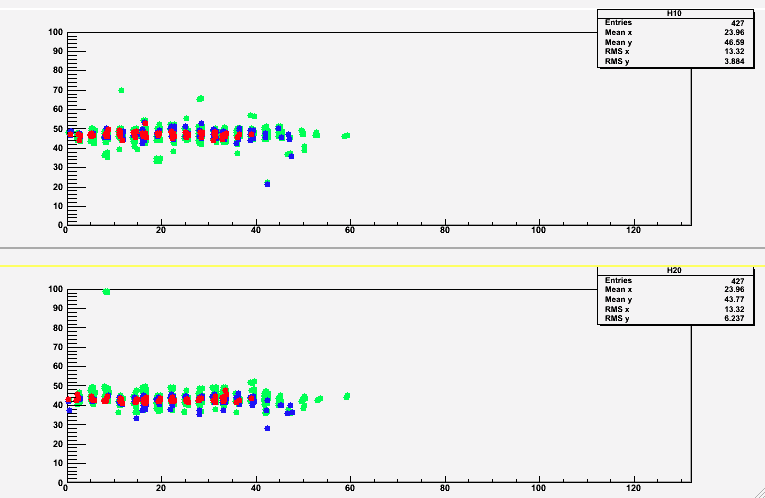 H10
Entries 427
Mean x 23.96
Mean y 46.59
RMS x 13.32
RMS y 3.884
100
90
80
70
60
50
40
30
20
10
0
0 20 40 60 80 100 120
H20
Entries 427
Mean x 23.96
Mean y 43.77
RMS x 13.32
RMS y 6.237
100
90
80
70
60
50
40
30
20
10
0
0 20 40 60 80 100 120